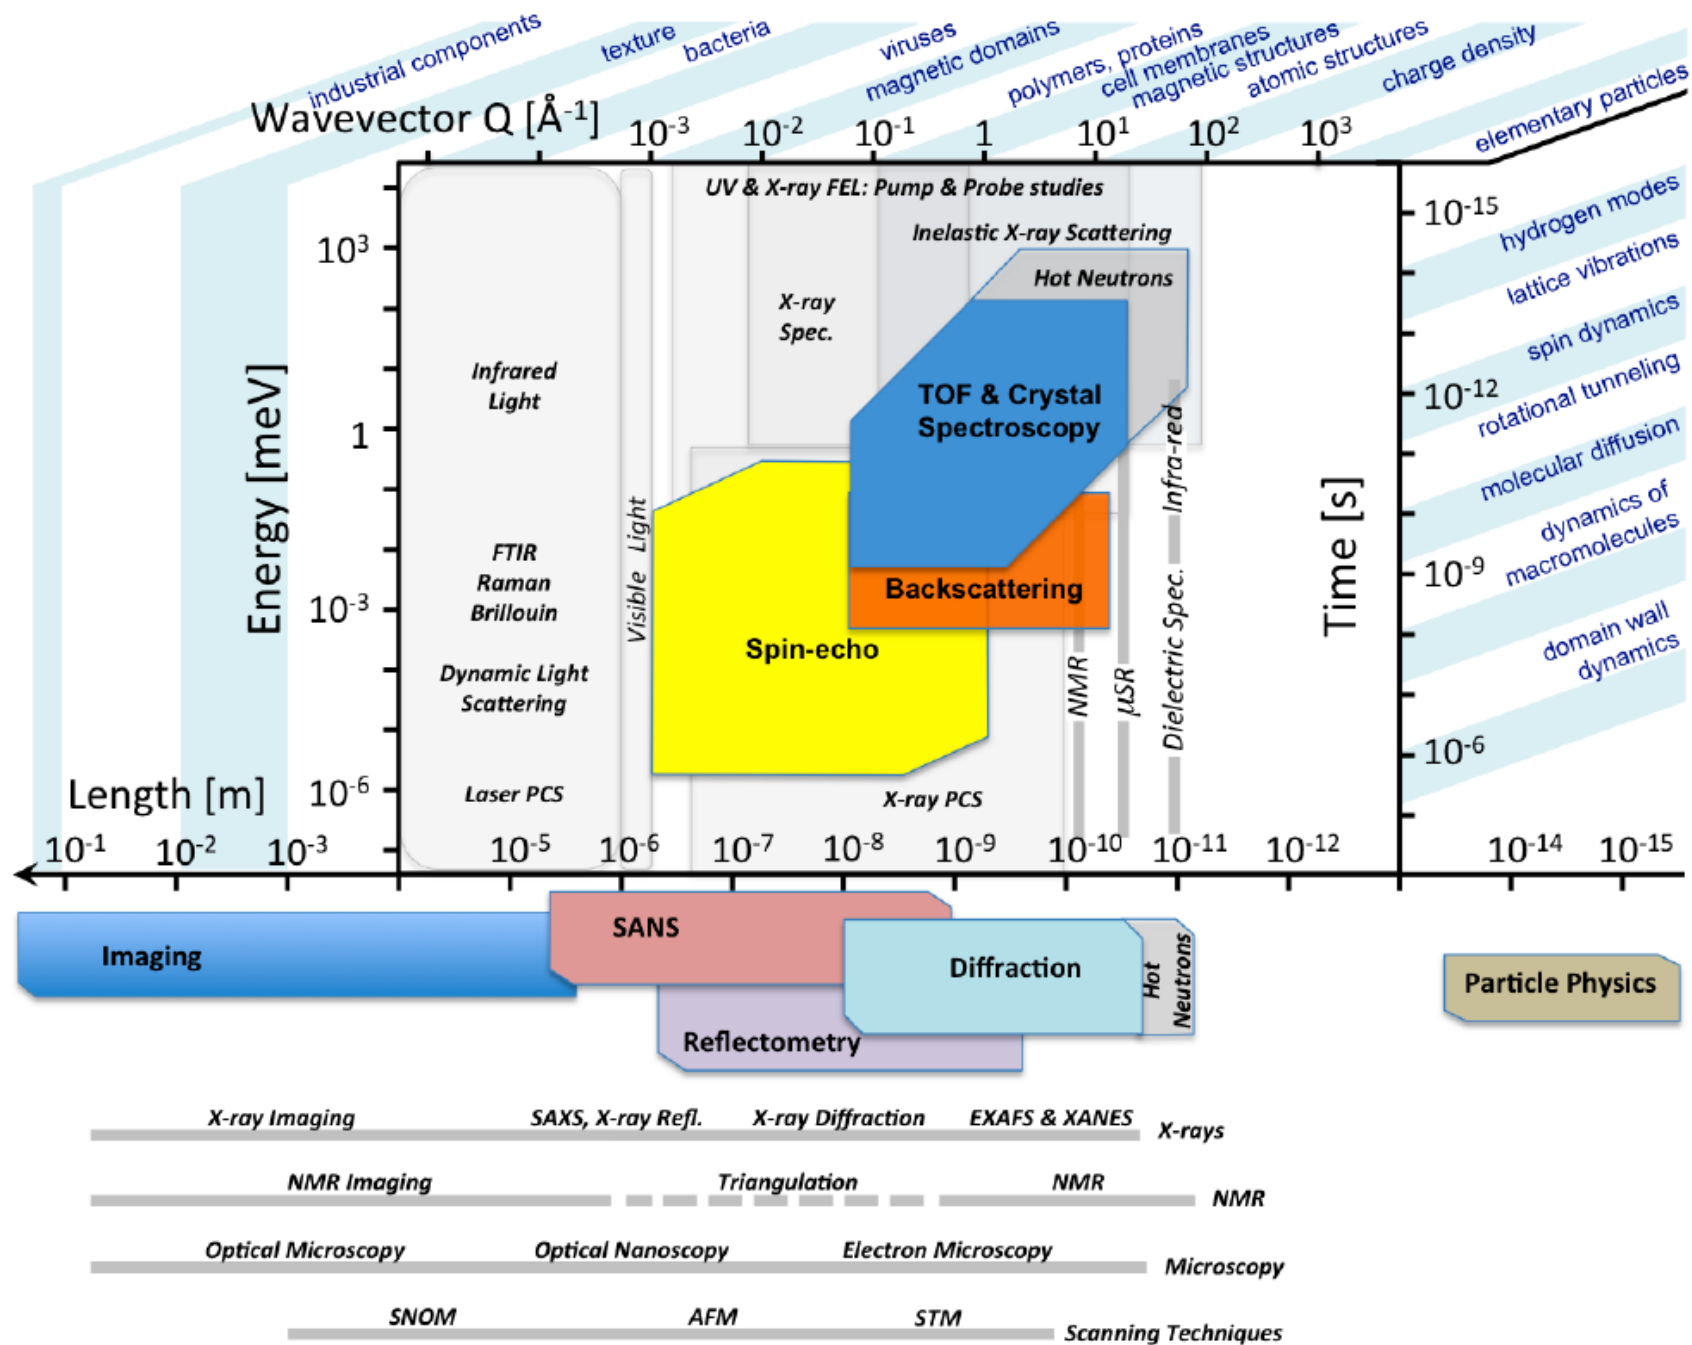 industrial components
texture
bacteria
viruses
magnetic domains
polymers, proteins
cell membranes
magnetic structures
atomic structures
charge density
elementary particles
Wavevector Q [Å-1]
10-3
10-2
10-1
1
101
102
103
UV & X-ray FEL: Pump & Probe studies
Inelastic X-ray Scattering
Hot Neutrons
X-ray
Spec.
Infrared
Light
TOF & Crystal
Spectroscopy
Energy [meV]
103
1
10-3
10-6
FTIR
Raman
Brillouin
Dynamic Light
Scattering
Laser PCS
Visible Light
Spin-echo
Backscattering
X-ray PCS
NMR
µSR
Dielectric Spec.
Infra-red
Time [s]
10-15
10-12
10-9
10-6
hydrogen modes
lattice vibrations
spin dynamics
rotational tunneling
molecular diffusion
dynamics of
macromolecules
domain wall
dynamics
Length [m]
10-1
10-2
10-3
10-5
10-6
10-7
10-8
10-9
10-10
10-11
10-12
10-14
10-15
Imaging
SANS
Reflectometry
Diffraction
Hot
Neutrons
Particle Physics
X-ray Imaging
SAXS, X-ray Refl.
X-ray Diffraction
EXAFS & XANES
X-rays
NMR Imaging
Triangulation
NMR
NMR
Optical Microscopy
Optical Nanoscopy
Electron Microscopy
Microscopy
SNOM
AFM
STM
Scanning Techniques